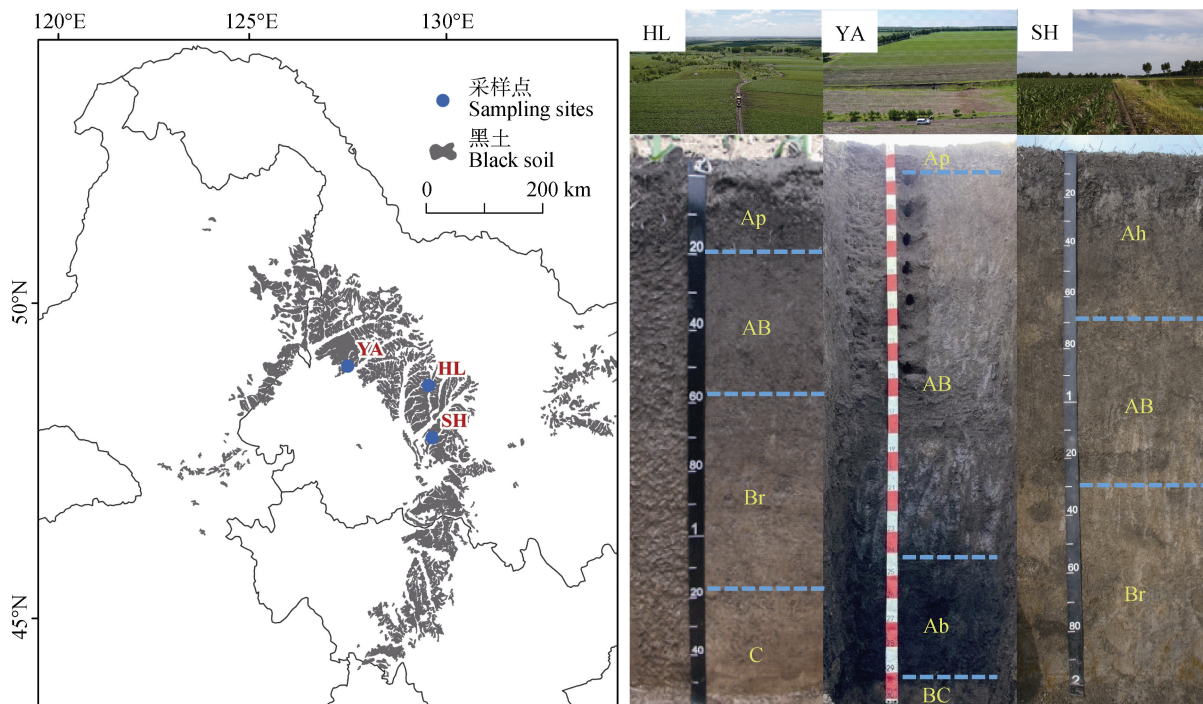 120°E
125°E
130°E
50°N
45°N
采样点
Sampling sites
黑土
Black soil
0
200 km
YA
HL
SH
HL
Ap
20
AB
40
60
80
Br
1
20
40
C
YA
Ap
AB
Ab
BC
SH
20
Ah
40
60
80
1
AB
20
40
60
Br
80
2